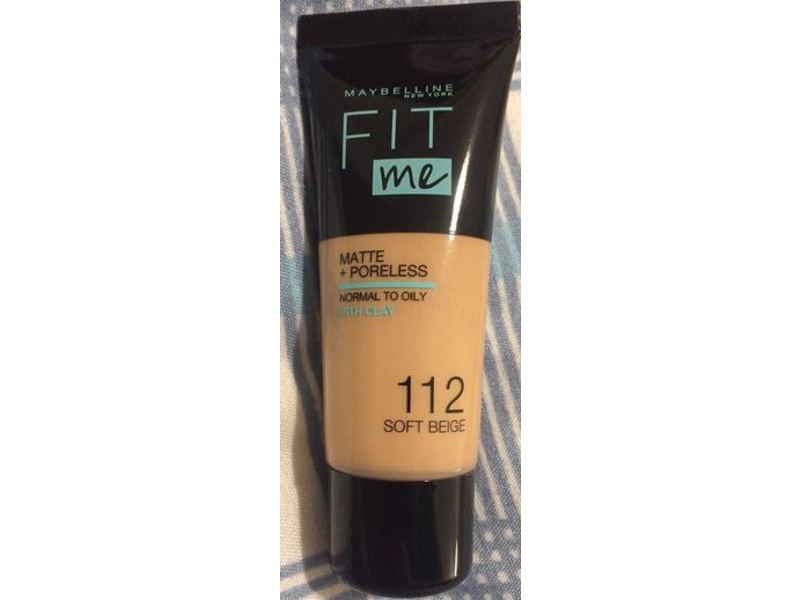 MAYBELLINE
NEW YORK
FIT
me
MATTE
+ PORELESS
NORMAL TO OILY
WITH CLAY
112
SOFT BEIGE